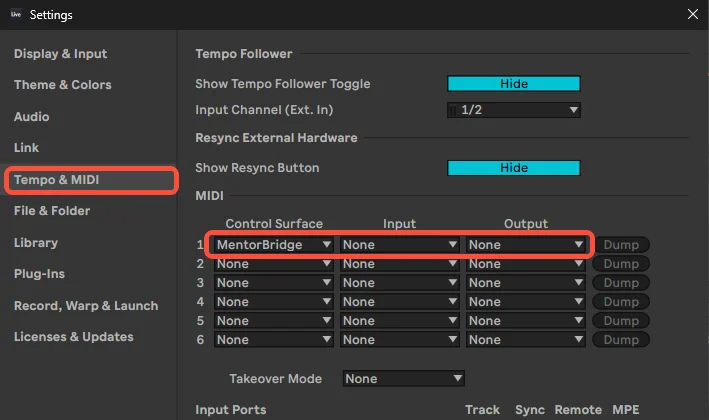 Live Settings
Display & Input
Theme & Colors
Audio
Link
Tempo & MIDI
File & Folder
Library
Plug-Ins
Record, Warp & Launch
Licenses & Updates
Tempo Follower
Show Tempo Follower Toggle Hide
Input Channel (Ext. In) 1/2
Resync External Hardware
Show Resync Button Hide
MIDI
Control Surface Input Output
1 MentorBridge None None Dump
2 None None None Dump
3 None None None Dump
4 None None None Dump
5 None None None Dump
6 None None None Dump
Takeover Mode None
Input Ports Track Sync Remote MPE